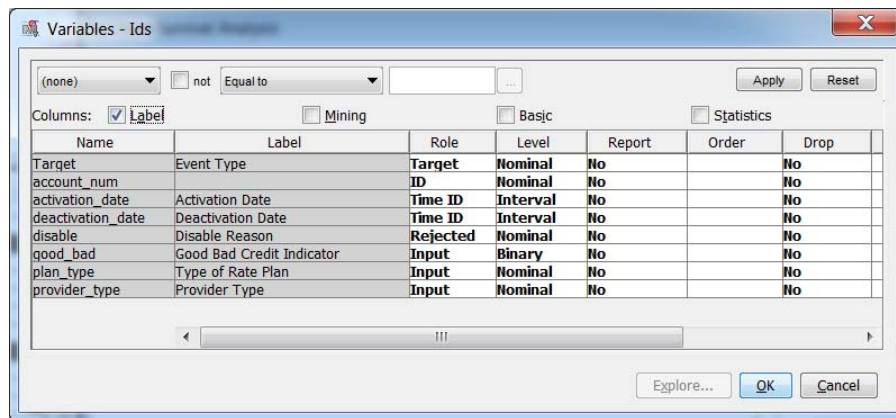 Variables - Ids
(none) not Equal to ... Apply Reset
Columns: Label Mining Basic Statistics
Name Label Role Level Report Order Drop
Target Event Type Target Nominal No No
account_num ID Nominal No No
activation_date Activation Date Time ID Interval No No
deactivation_date Deactivation Date Time ID Interval No No
disable Disable Reason Rejected Nominal No No
good_bad Good Bad Credit Indicator Input Binary No No
plan_type Type of Rate Plan Input Nominal No No
provider_type Provider Type Input Nominal No No
Explore... OK Cancel